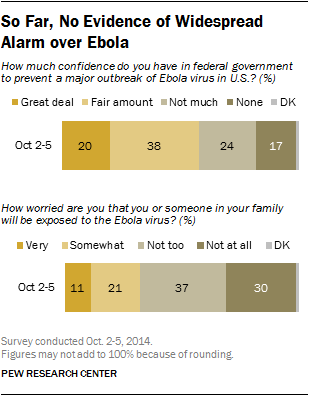 So Far, No Evidence of Widespread
Alarm over Ebola
How much confidence do you have in federal government
to prevent a major outbreak of Ebola virus in U.S.? (%)
Great deal Fair amount Not much None DK
Oct 2-5 20 38 24 17
How worried are you that you or someone in your family
will be exposed to the Ebola virus? (%)
Very Somewhat Not too Not at all DK
Oct 2-5 11 21 37 30
Survey conducted Oct. 2-5, 2014.
Figures may not add to 100% because of rounding.
PEW RESEARCH CENTER